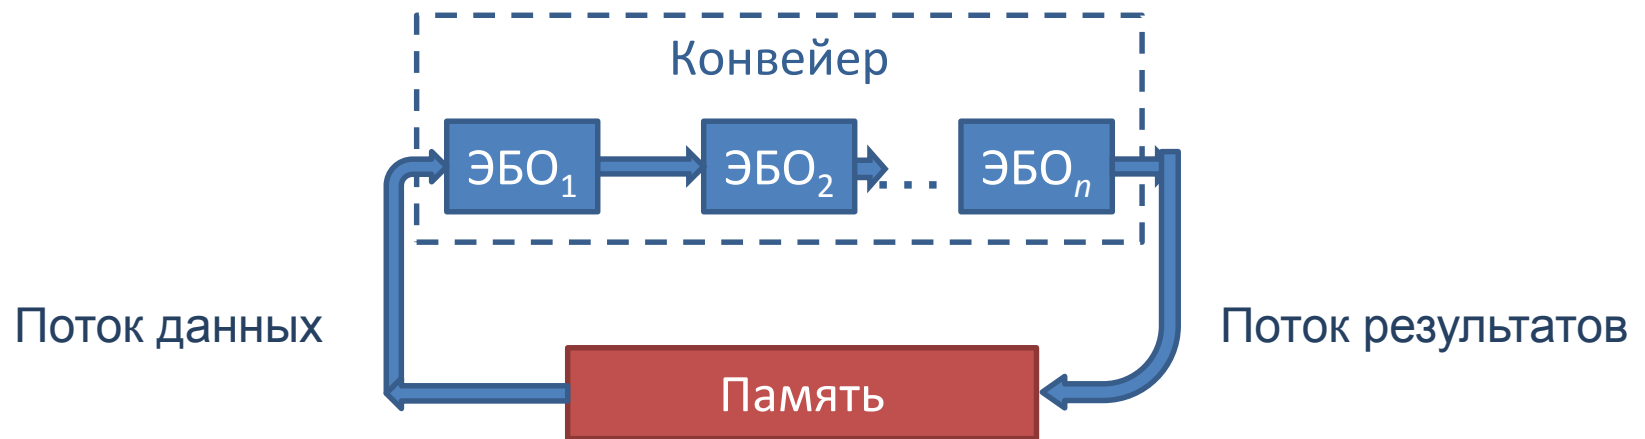 Конвейер
ЭБО₁ ЭБО₂ ... ЭБОₙ
Поток данных
Поток результатов
Память